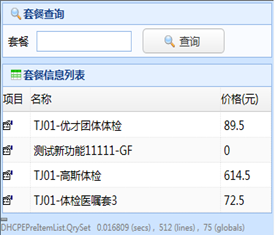 套餐查询
套餐 查询
套餐信息列表
项目 名称 价格(元)
TJ01-优才团体体检 89.5
测试新功能11111-GF 0
TJ01-高斯体检 614.5
TJ01-体检医嘱套3 72.5
DHCPEPreItemList.QrySet 0.016809 (secs) , 512 (lines) , 75 (globals)